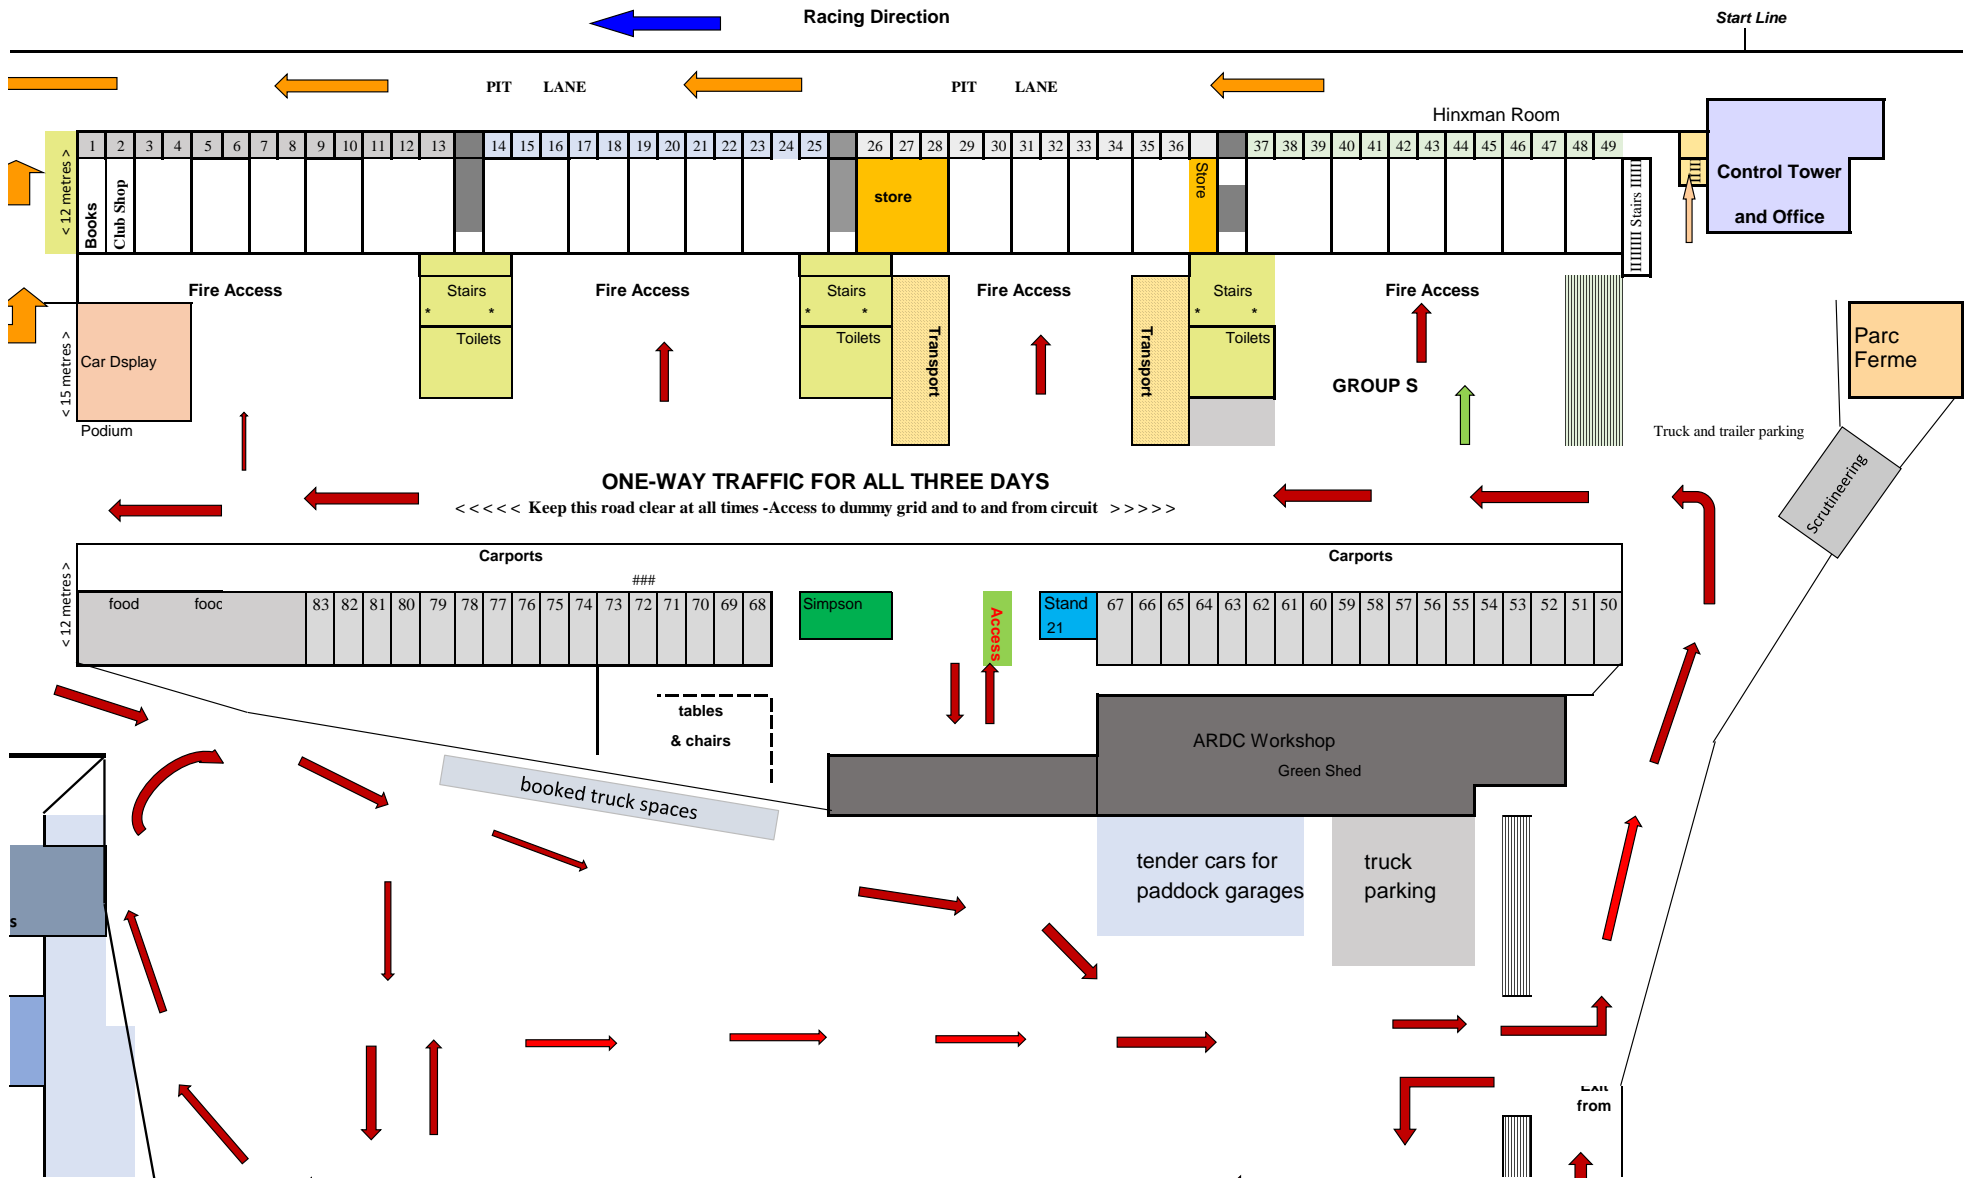 Racing Direction
Start Line
PIT LANE
PIT LANE
Hinxman Room
< 12 metres >
1 2 3 4 5 6 7 8 9 10 11 12 13 14 15 16 17 18 19 20 21 22 23 24 25 26 27 28 29 30 31 32 33 34 35 36 37 38 39 40 41 42 43 44 45 46 47 48 49
Books
Club Shop
store
Store
IIIIIII Stairs IIIII
IIIII
Control Tower
and Office
Fire Access
Stairs
* *
Toilets
Fire Access
Stairs
* *
Toilets
Transport
Fire Access
Transport
Stairs
* *
Toilets
Fire Access
GROUP S
< 15 metres >
Car Dsplay
Podium
Parc
Ferme
Truck and trailer parking
Scrutineering
ONE-WAY TRAFFIC FOR ALL THREE DAYS
< < < < < Keep this road clear at all times -Access to dummy grid and to and from circuit > > > > >
Carports
Carports
###
< 12 metres >
food food 83 82 81 80 79 78 77 76 75 74 73 72 71 70 69 68
Simpson
Access
Stand
21
67 66 65 64 63 62 61 60 59 58 57 56 55 54 53 52 51 50
tables
& chairs
booked truck spaces
ARDC Workshop
Green Shed
tender cars for
paddock garages
truck
parking
s
Exit
from